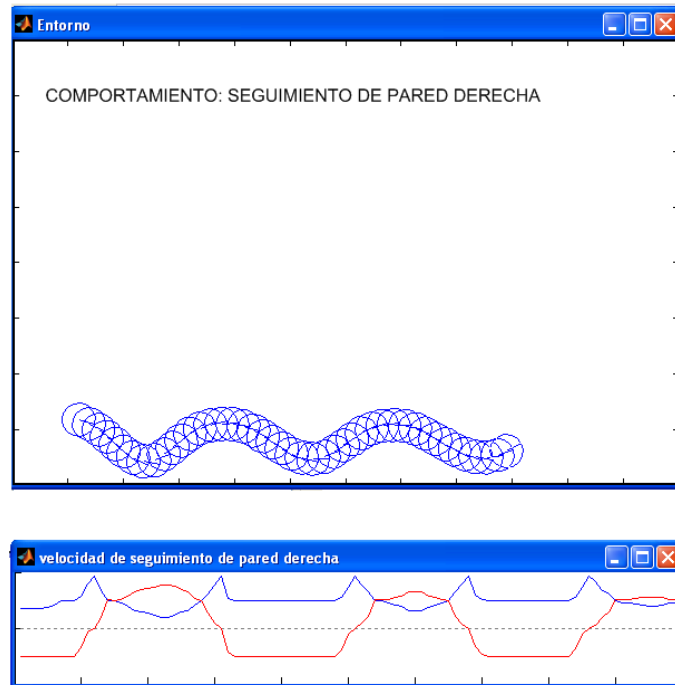 Entorno
COMPORTAMIENTO: SEGUIMIENTO DE PARED DERECHA
velocidad de seguimiento de pared derecha